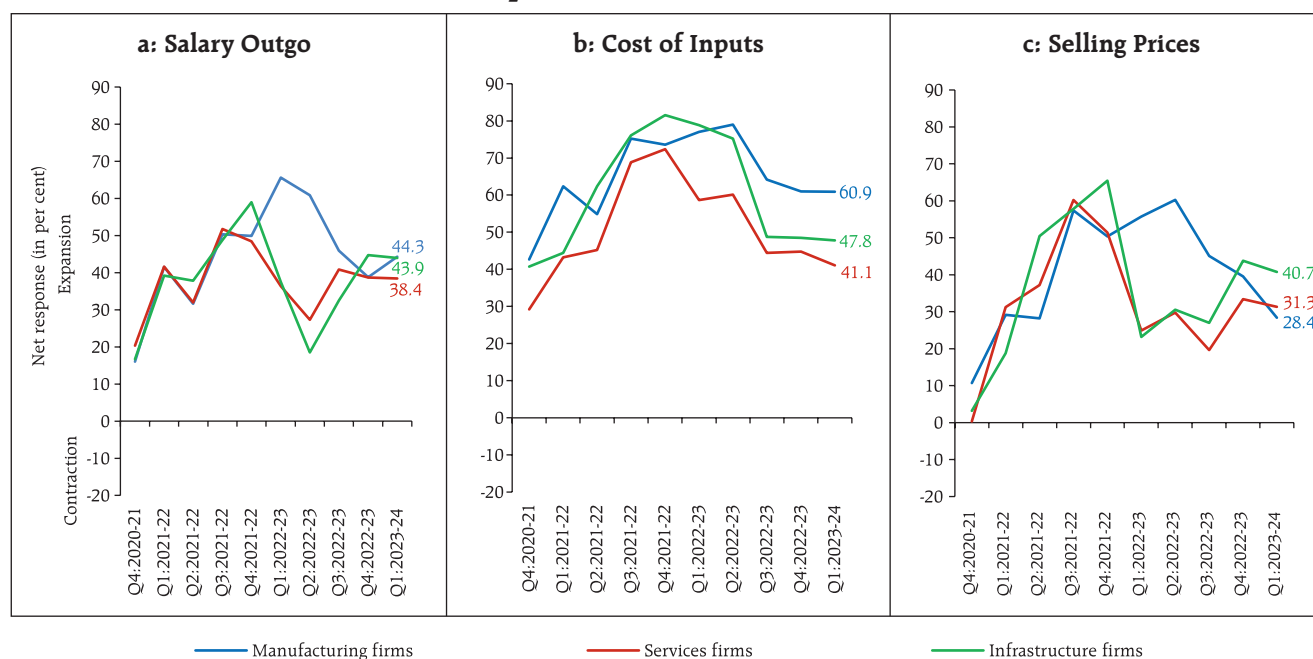 a: Salary Outgo
Net response (in per cent)
Expansion
Contraction
90
80
70
60
50
40
30
20
10
0
-10
-20
44.3
43.9
38.4
Q4:2020-21
Q1:2021-22
Q2:2021-22
Q3:2021-22
Q4:2021-22
Q1:2022-23
Q2:2022-23
Q3:2022-23
Q4:2022-23
Q1:2023-24
b: Cost of Inputs
90
80
70
60
50
40
30
20
10
0
-10
-20
60.9
47.8
41.1
Q4:2020-21
Q1:2021-22
Q2:2021-22
Q3:2021-22
Q4:2021-22
Q1:2022-23
Q2:2022-23
Q3:2022-23
Q4:2022-23
Q1:2023-24
c: Selling Prices
90
80
70
60
50
40
30
20
10
0
-10
-20
40.7
31.3
28.4
Q4:2020-21
Q1:2021-22
Q2:2021-22
Q3:2021-22
Q4:2021-22
Q1:2022-23
Q2:2022-23
Q3:2022-23
Q4:2022-23
Q1:2023-24
Manufacturing firms
Services firms
Infrastructure firms